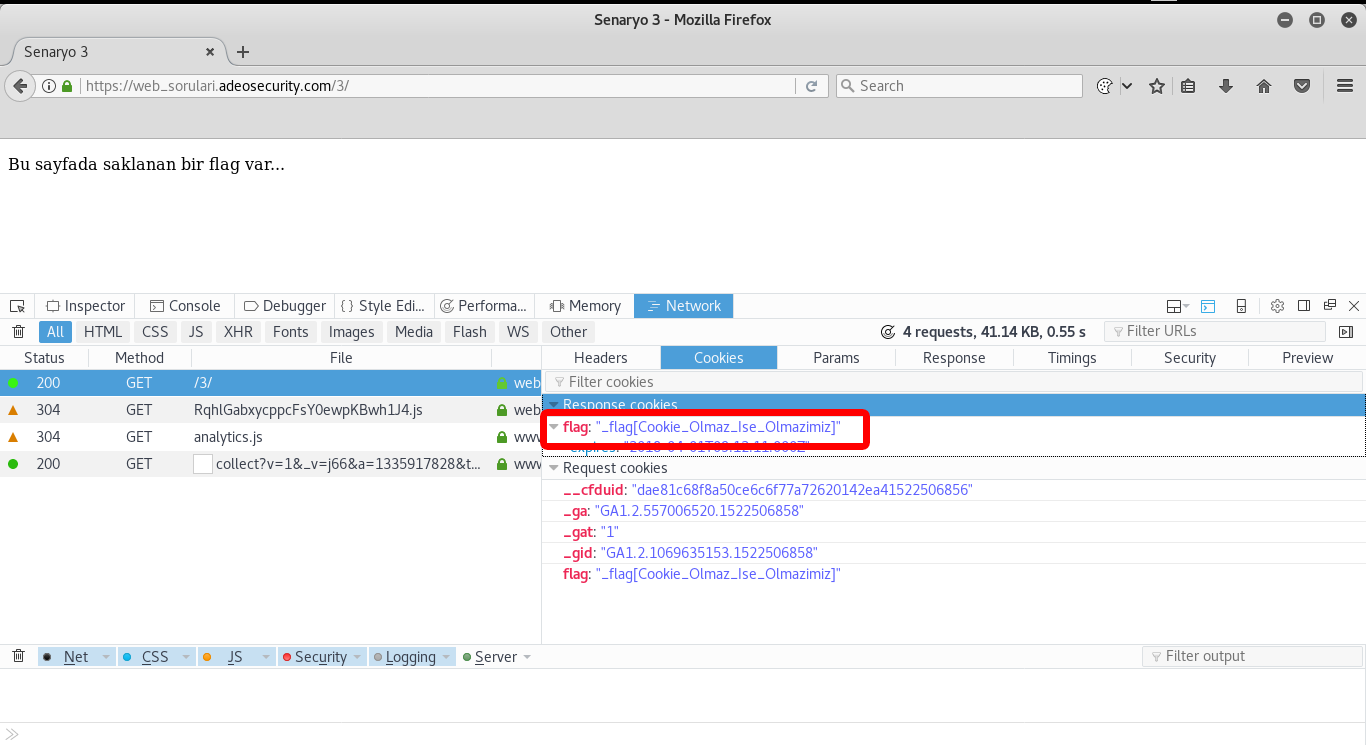 Senaryo 3 - Mozilla Firefox
Senaryo 3
https://web_sorulari.adeosecurity.com/3/
Search
Bu sayfada saklanan bir flag var...
Inspector Console Debugger Style Edi... Performa... Memory Network
All HTML CSS JS XHR Fonts Images Media Flash WS Other 4 requests, 41.14 KB, 0.55 s Filter URLs
Status Method File Headers Cookies Params Response Timings Security Preview
200 GET /3/ web
304 GET RqhlGabxycppcFsY0ewpKBwh1J4.js web
304 GET analytics.js www
200 GET collect?v=1&_v=j66&a=1335917828&t... www
Filter cookies
Response cookies
flag: "_flag[Cookie_Olmaz_Ise_Olmazimiz]"
Request cookies
__cfduid: "dae81c68f8a50ce6c6f77a72620142ea41522506856"
_ga: "GA1.2.557006520.1522506858"
_gat: "1"
_gid: "GA1.2.1069635153.1522506858"
flag: "_flag[Cookie_Olmaz_Ise_Olmazimiz]"
Net CSS JS Security Logging Server Filter output